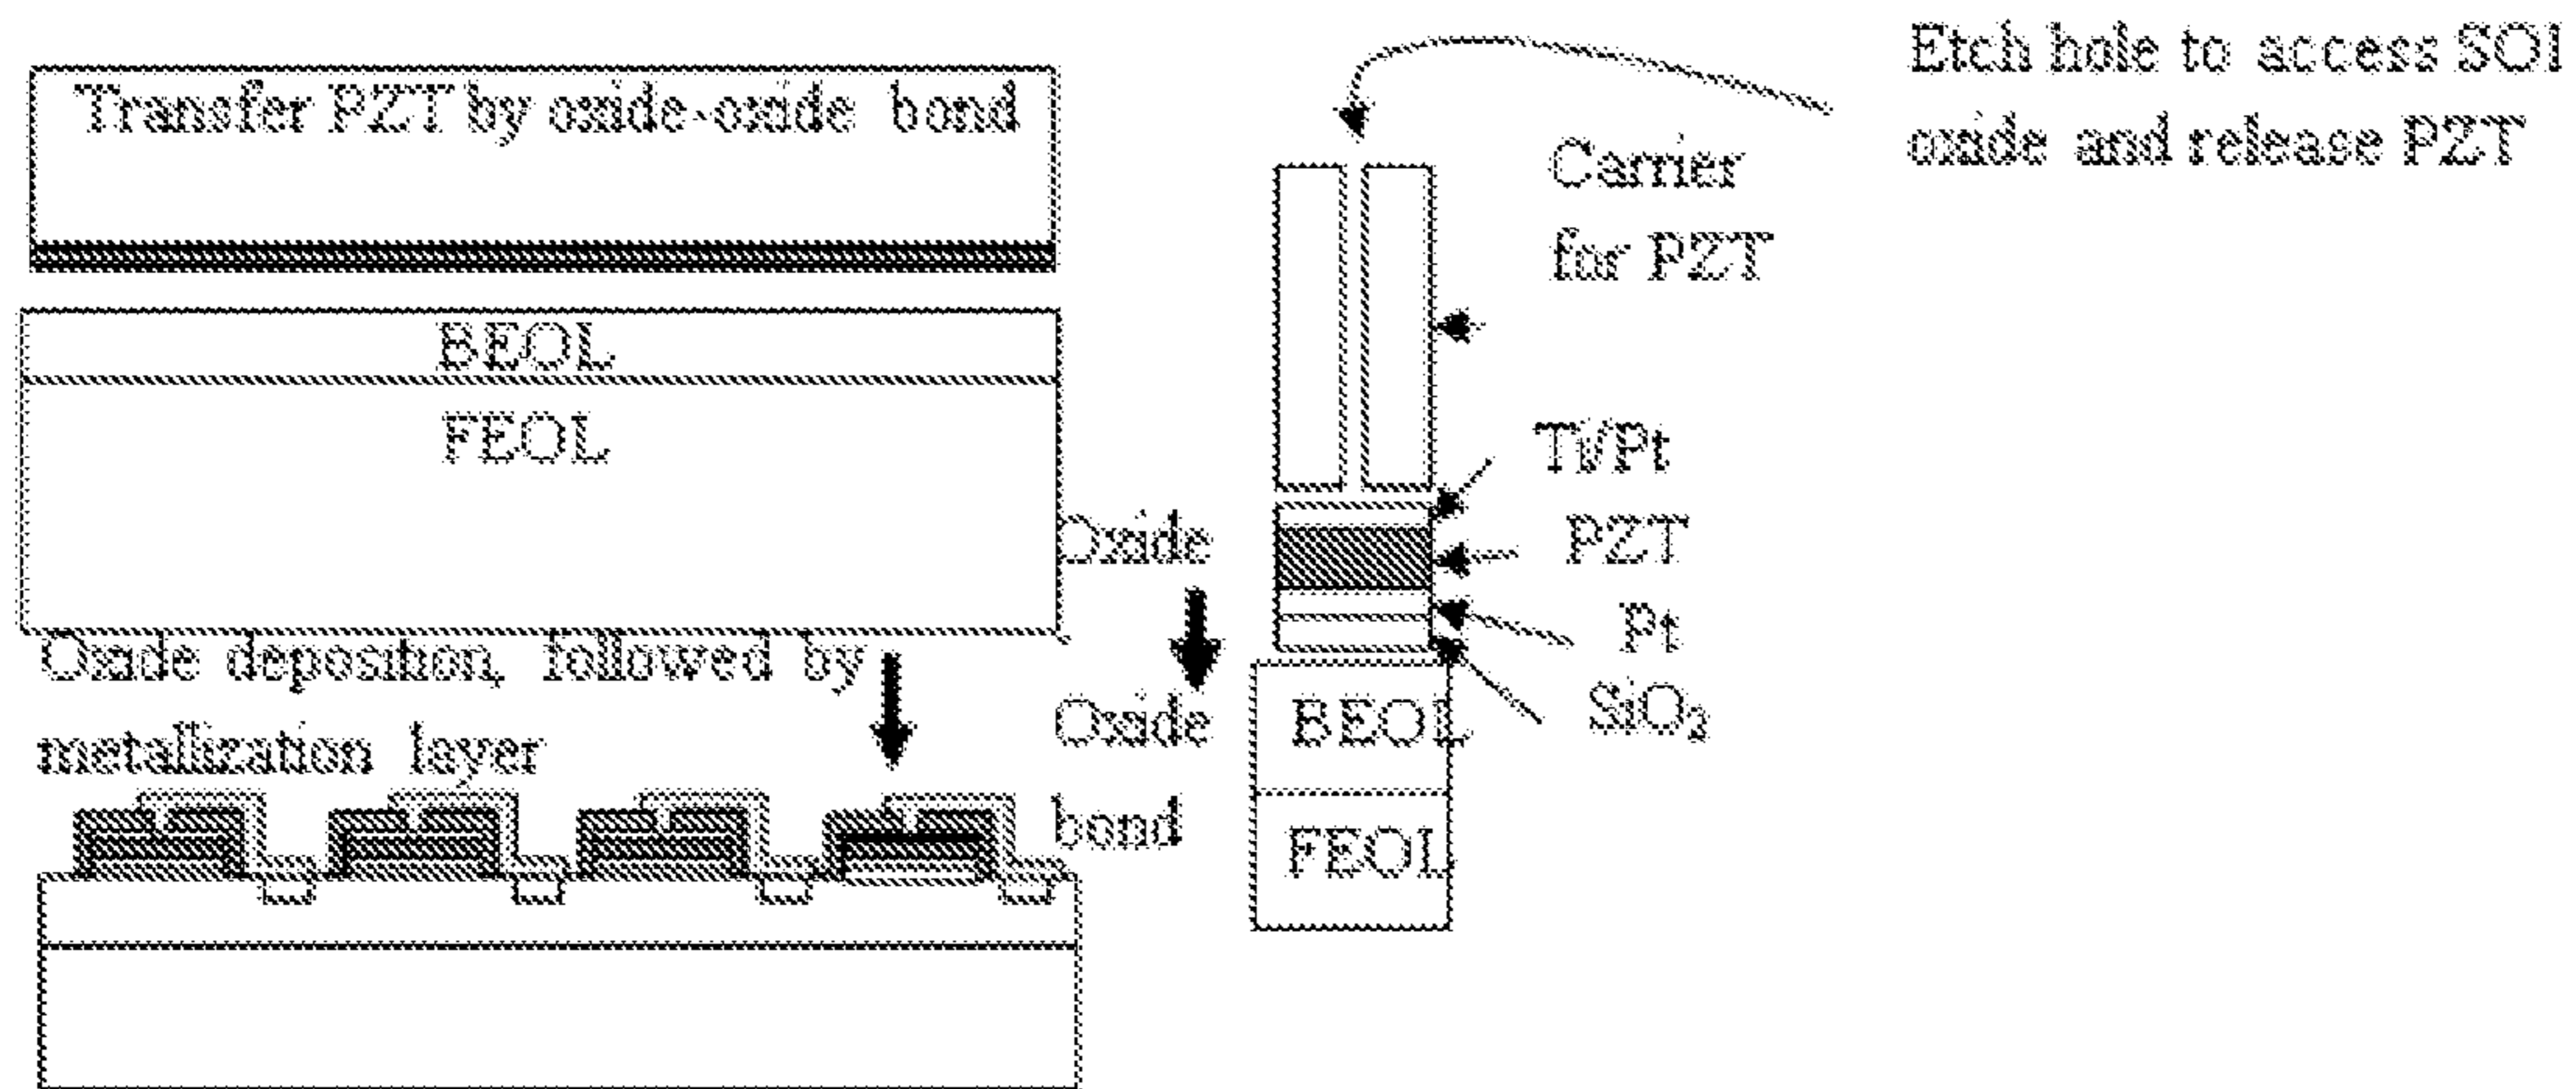 Transfer PZT by oxide-oxide bond
BEOL
FEOL
Oxide deposition, followed by
metallization layer
Oxide
Oxide
bond
Etch hole to access SOI
oxide and release PZT
Carrier
for PZT
Ti/Pt
PZT
Pt
SiO₂
BEOL
FEOL